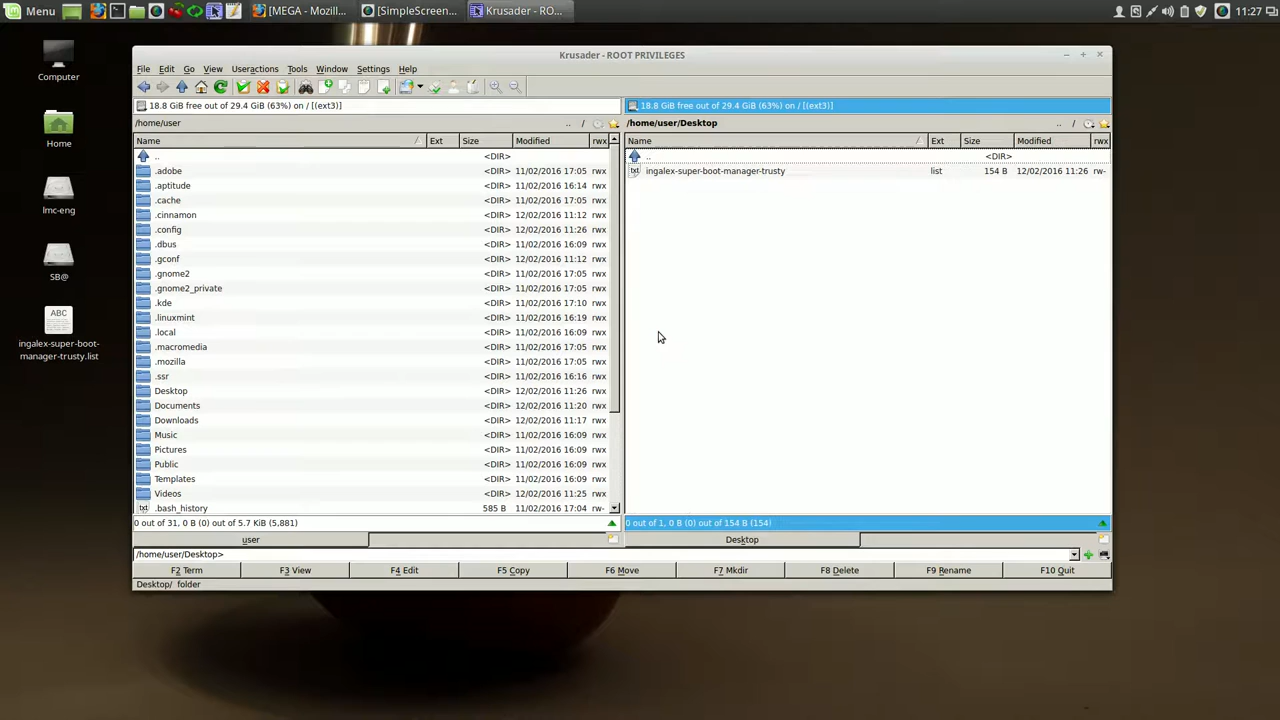 Menu [MEGA - Mozill... [SimpleScreen... Krusader - RO... 11:27
Computer
Home
lmc-eng
SB@
ABC
ingalex-super-boot-
manager-trusty.list
Krusader - ROOT PRIVILEGES
File Edit Go View Useractions Tools Window Settings Help
18.8 GiB free out of 29.4 GiB (63%) on / [(ext3)]
/home/user .. /
Name Ext Size Modified rwx
.. <DIR>
.adobe <DIR> 11/02/2016 17:05 rwx
.aptitude <DIR> 11/02/2016 16:14 rwx
.cache <DIR> 11/02/2016 17:05 rwx
.cinnamon <DIR> 12/02/2016 11:12 rwx
.config <DIR> 12/02/2016 11:26 rwx
.dbus <DIR> 11/02/2016 16:09 rwx
.gconf <DIR> 12/02/2016 11:12 rwx
.gnome2 <DIR> 11/02/2016 17:05 rwx
.gnome2_private <DIR> 11/02/2016 17:05 rwx
.kde <DIR> 11/02/2016 17:10 rwx
.linuxmint <DIR> 11/02/2016 16:19 rwx
.local <DIR> 11/02/2016 16:09 rwx
.macromedia <DIR> 11/02/2016 17:05 rwx
.mozilla <DIR> 11/02/2016 17:05 rwx
.ssr <DIR> 11/02/2016 16:16 rwx
Desktop <DIR> 12/02/2016 11:26 rwx
Documents <DIR> 12/02/2016 11:20 rwx
Downloads <DIR> 12/02/2016 11:17 rwx
Music <DIR> 11/02/2016 16:09 rwx
Pictures <DIR> 11/02/2016 16:09 rwx
Public <DIR> 11/02/2016 16:09 rwx
Templates <DIR> 11/02/2016 16:09 rwx
Videos <DIR> 12/02/2016 11:25 rwx
txt .bash_history 585 B 11/02/2016 17:04 rw-
0 out of 31, 0 B (0) out of 5.7 KiB (5,881)
user
18.8 GiB free out of 29.4 GiB (63%) on / [(ext3)]
/home/user/Desktop .. /
Name Ext Size Modified rwx
.. <DIR>
txt ingalex-super-boot-manager-trusty list 154 B 12/02/2016 11:26 rw-
0 out of 1, 0 B (0) out of 154 B (154)
Desktop
/home/user/Desktop>
F2 Term F3 View F4 Edit F5 Copy F6 Move F7 Mkdir F8 Delete F9 Rename F10 Quit
Desktop/ folder